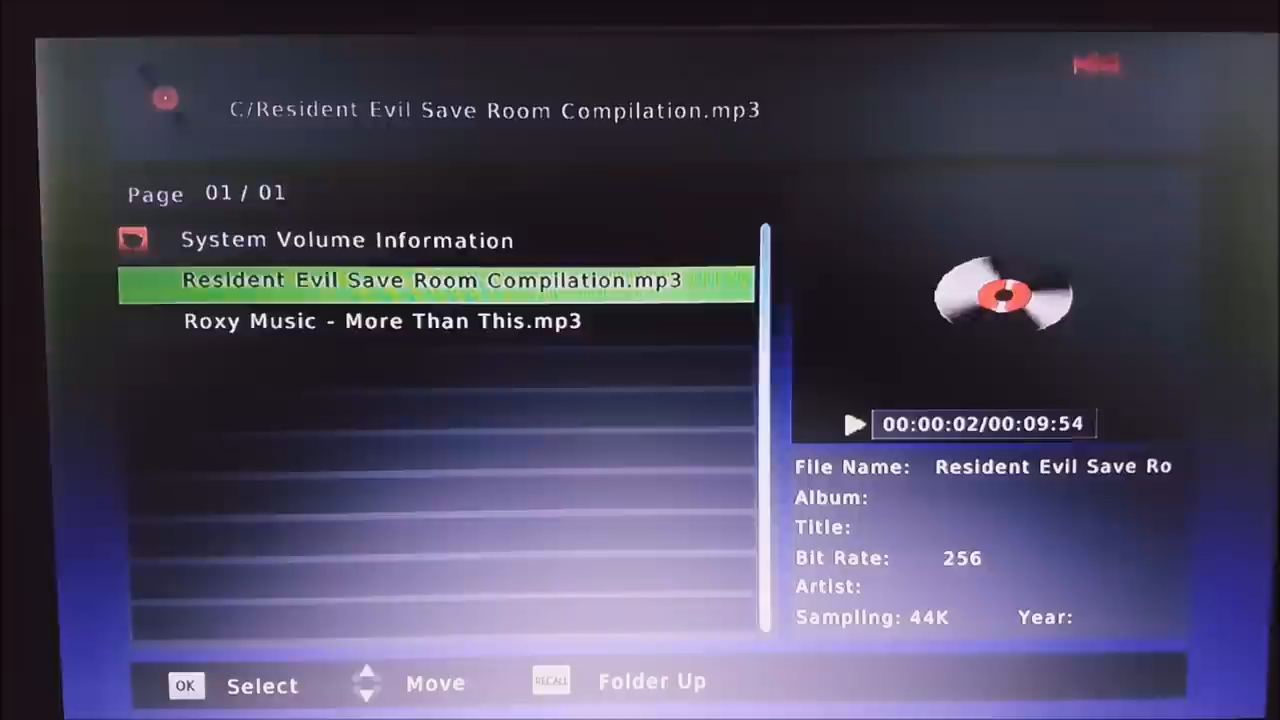 C/Resident Evil Save Room Compilation.mp3
Page 01 / 01
System Volume Information
Resident Evil Save Room Compilation.mp3
Roxy Music - More Than This.mp3
00:00:02/00:09:54
File Name: Resident Evil Save Ro
Album:
Title:
Bit Rate: 256
Artist:
Sampling: 44K Year:
OK Select Move RECALL Folder Up